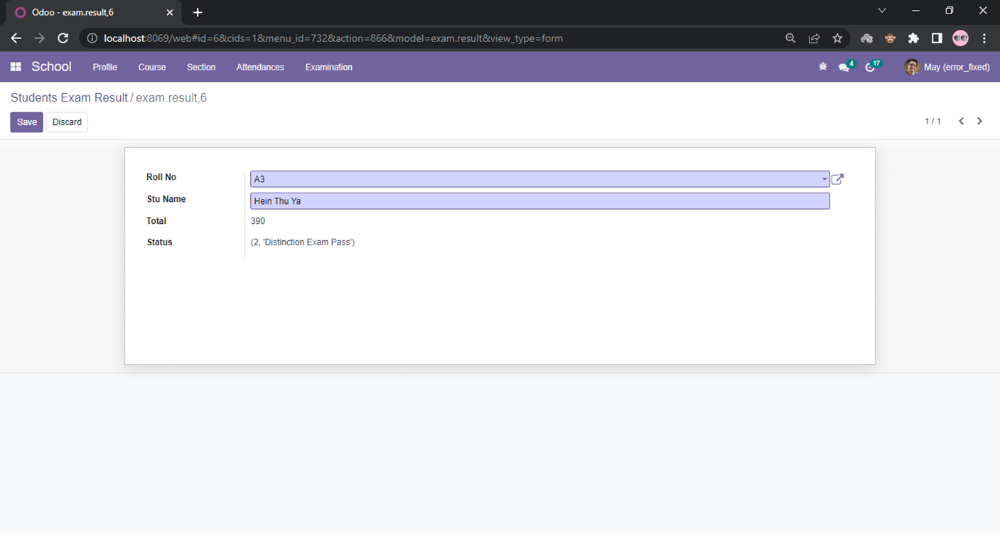 Odoo - exam.result,6
localhost:8069/web#id=6&cids=1&menu_id=732&action=866&model=exam.result&view_type=form
School Profile Course Section Attendances Examination 4 17 May (error_fixed)
Students Exam Result / exam.result,6
Save Discard 1 / 1
Roll No A3
Stu Name Hein Thu Ya
Total 390
Status (2, 'Distinction Exam Pass')